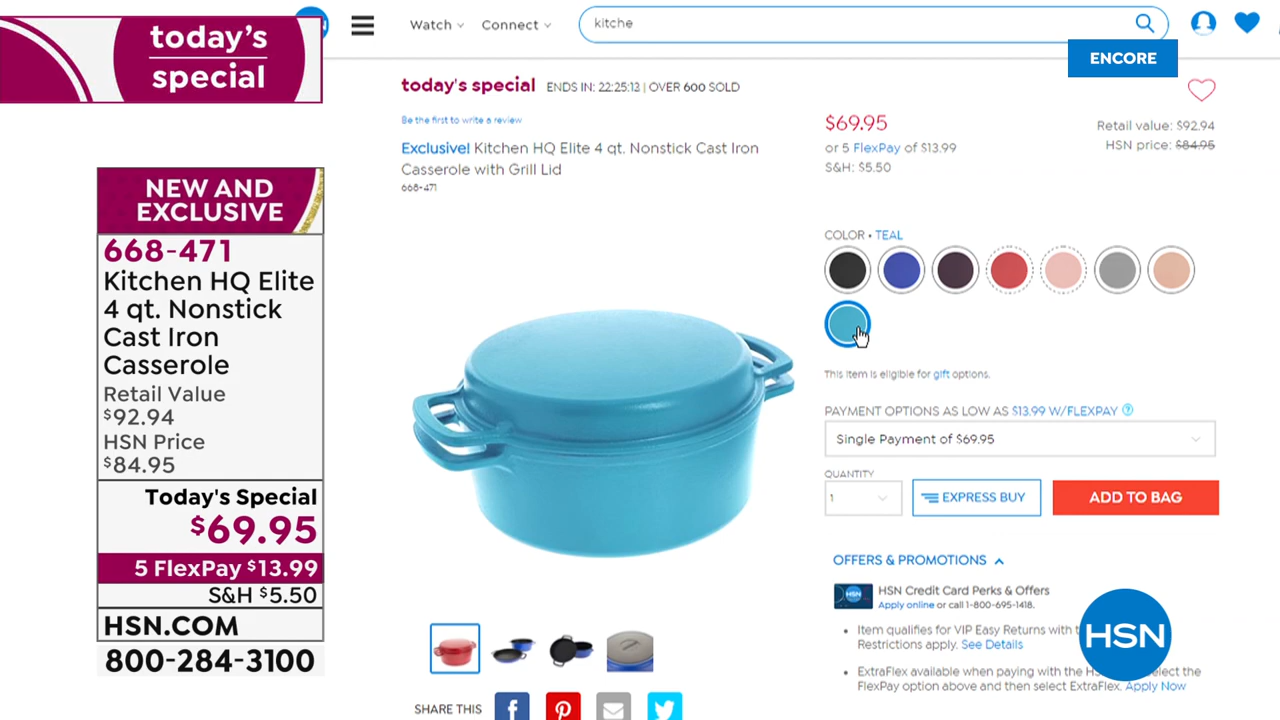 today's
special
NEW AND
EXCLUSIVE
668-471
Kitchen HQ Elite
4 qt. Nonstick
Cast Iron
Casserole
Retail Value
$92.94
HSN Price
$84.95
Today's Special
$69.95
5 FlexPay $13.99
S&H $5.50
HSN.COM
800-284-3100
Watch
Connect
kitche
ENCORE
today's special ENDS IN: 22:25:13 | OVER 600 SOLD
Be the first to write a review
Exclusive! Kitchen HQ Elite 4 qt. Nonstick Cast Iron
Casserole with Grill Lid
668-471
$69.95
or 5 FlexPay of $13.99
S&H: $5.50
Retail value: $92.94
HSN price: $84.95
COLOR • TEAL
This item is eligible for gift options.
PAYMENT OPTIONS AS LOW AS $13.99 W/FLEXPAY ?
Single Payment of $69.95
QUANTITY
1
EXPRESS BUY
ADD TO BAG
OFFERS & PROMOTIONS
HSN
HSN Credit Card Perks & Offers
Apply online or call 1-800-695-1418.
• Item qualifies for VIP Easy Returns with
Restrictions apply. See Details
• ExtraFlex available when paying with the elect the
FlexPay option above and then select ExtraFlex. Apply Now
HSN
SHARE THIS